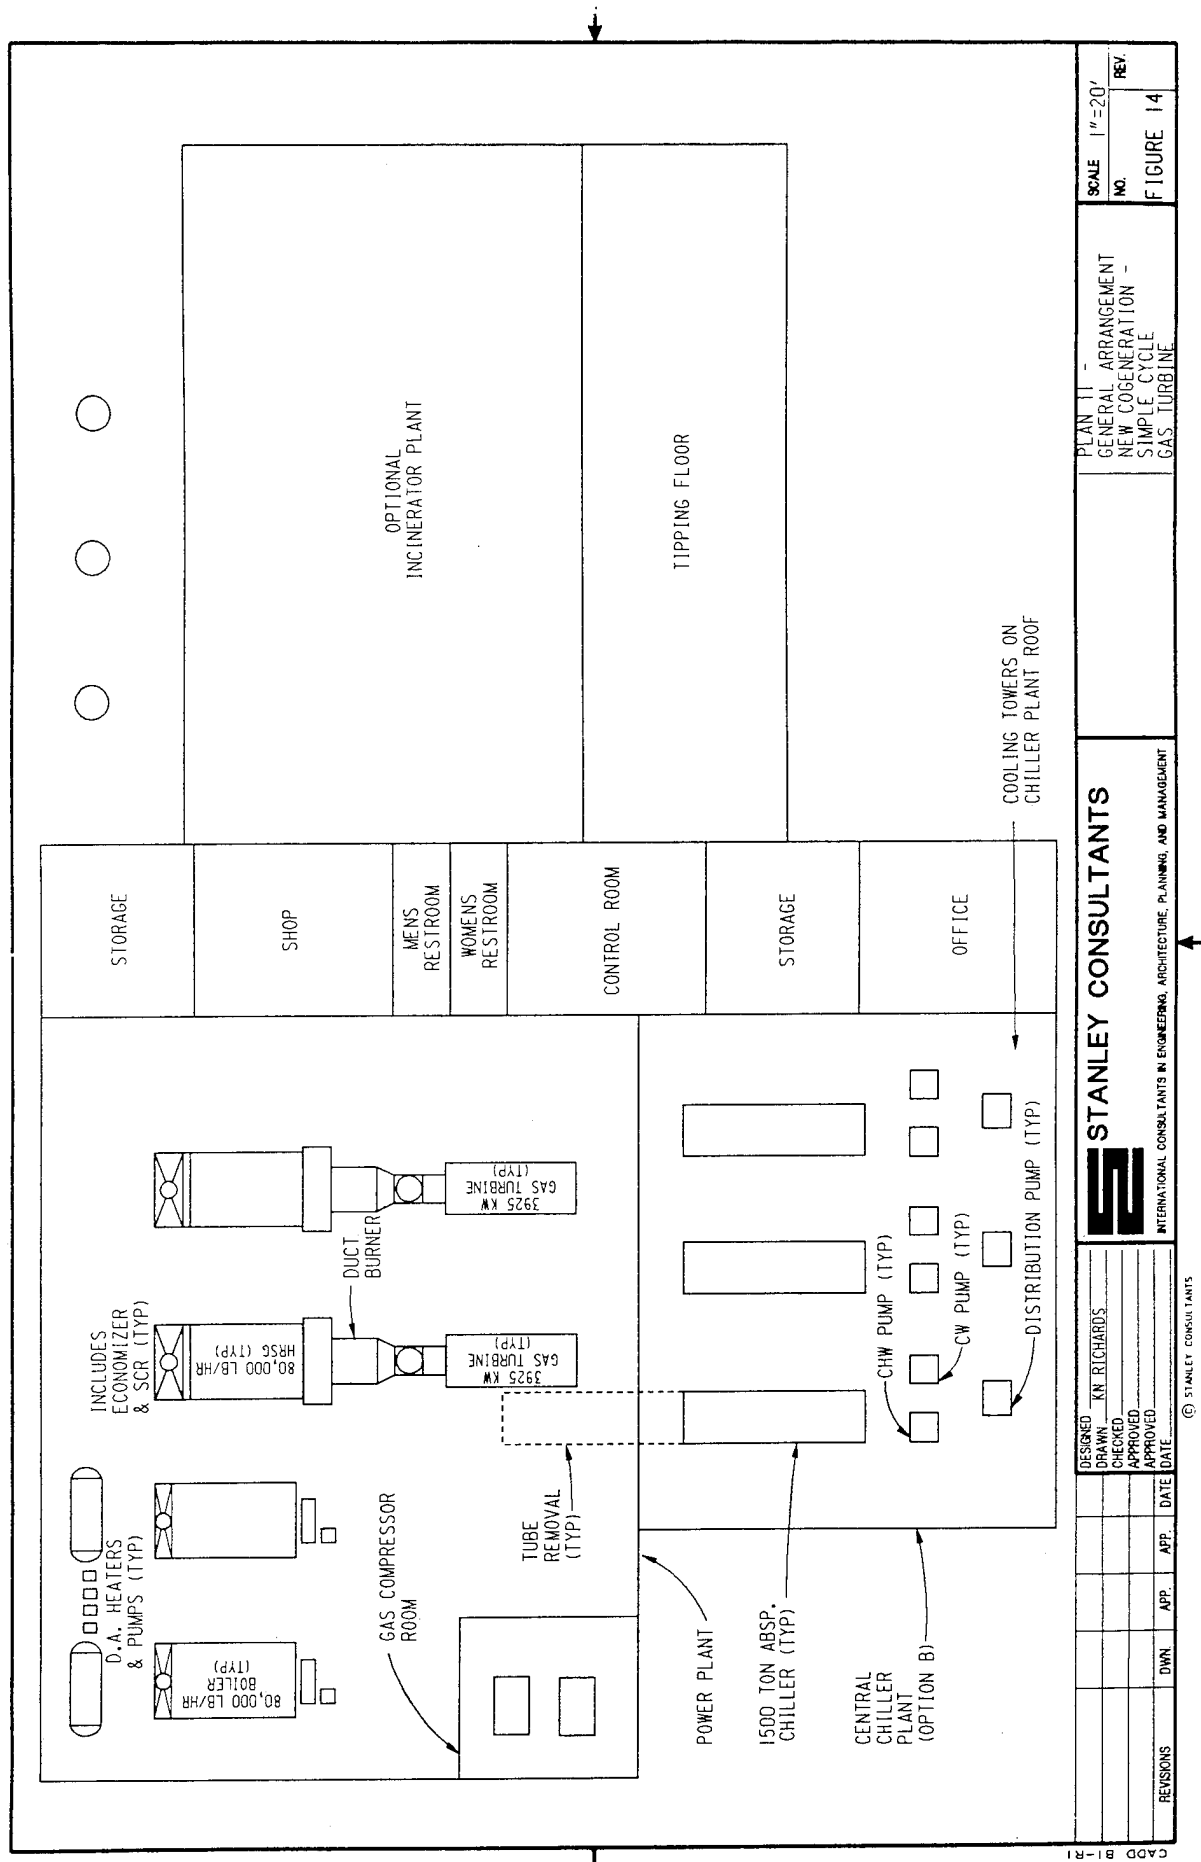 STORAGE
SHOP
MENS
RESTROOM
WOMENS
RESTROOM
CONTROL ROOM
STORAGE
OFFICE
OPTIONAL
INCINERATOR PLANT
TIPPING FLOOR
COOLING TOWERS ON
CHILLER PLANT ROOF
D.A. HEATERS
& PUMPS (TYP)
INCLUDES
ECONOMIZER
& SCR (TYP)
80,000 LB/HR
BOILER
(TYP)
80,000 LB/HR
HRSG (TYP)
DUCT
BURNER
3925 KW
GAS TURBINE
(TYP)
3925 KW
GAS TURBINE
(TYP)
GAS COMPRESSOR
ROOM
TUBE
REMOVAL
(TYP)
POWER PLANT
1500 TON ABSP.
CHILLER (TYP)
CENTRAL
CHILLER
PLANT
(OPTION B)
CHW PUMP (TYP)
CW PUMP (TYP)
DISTRIBUTION PUMP (TYP)
REVISIONS
DWN.
APP.
APP.
DATE
DESIGNED
DRAWN KN RICHARDS
CHECKED
APPROVED
APPROVED
DATE
STANLEY CONSULTANTS
INTERNATIONAL CONSULTANTS IN ENGINEERING, ARCHITECTURE, PLANNING, AND MANAGEMENT
PLAN 11 -
GENERAL ARRANGEMENT
NEW COGENERATION -
SIMPLE CYCLE
GAS TURBINE
SCALE 1"=20'
NO.
REV.
FIGURE 14
CADD B1-R1
© STANLEY CONSULTANTS